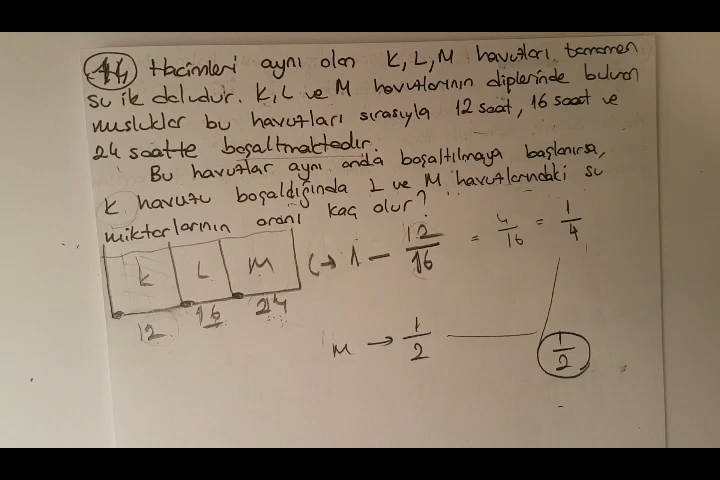 14, Hacimleri aynı olan K, L, M havuzları tamamen
su ile doludur. K, L ve M havuzlarının diplerinde bulunan
musluklar bu havuzları sırasıyla 12 saat, 16 saat ve
24 saatte boşaltmaktadır.
Bu havuzlar aynı anda boşaltılmaya başlanırsa,
K havuzu boşaldığında L ve M havuzlarındaki su
miktarlarının oranı kaç olur?
K L M
12 16 24
L → 1 - 12/16 = 4/16 = 1/4
M → 1/2
1/2